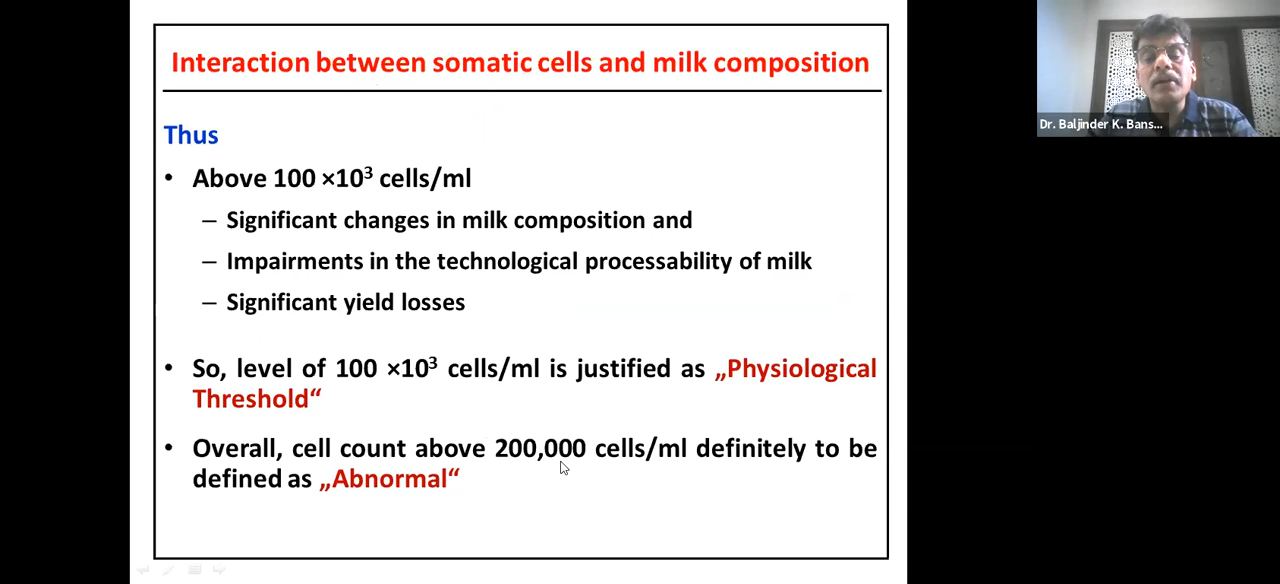 Interaction between somatic cells and milk composition
Thus
• Above 100 ×10³ cells/ml
– Significant changes in milk composition and
– Impairments in the technological processability of milk
– Significant yield losses
• So, level of 100 ×10³ cells/ml is justified as „Physiological
Threshold“
• Overall, cell count above 200,000 cells/ml definitely to be
defined as „Abnormal“
Dr. Baljinder K. Bans...